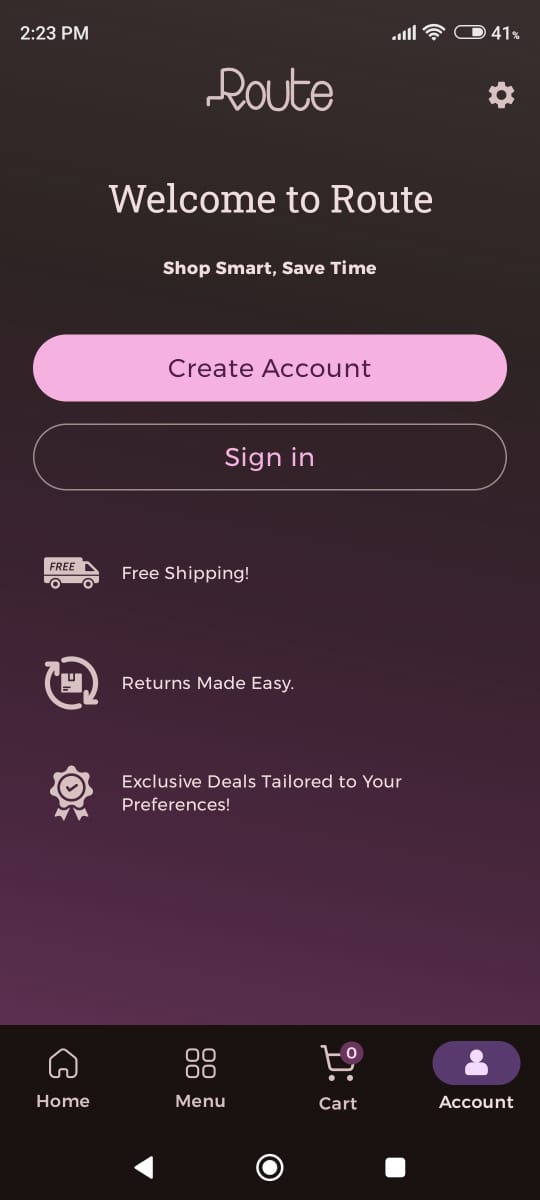 2:23 PM
41%
Route
Welcome to Route
Shop Smart, Save Time
Create Account
Sign in
FREE
Free Shipping!
Returns Made Easy.
Exclusive Deals Tailored to Your
Preferences!
0
Home
Menu
Cart
Account